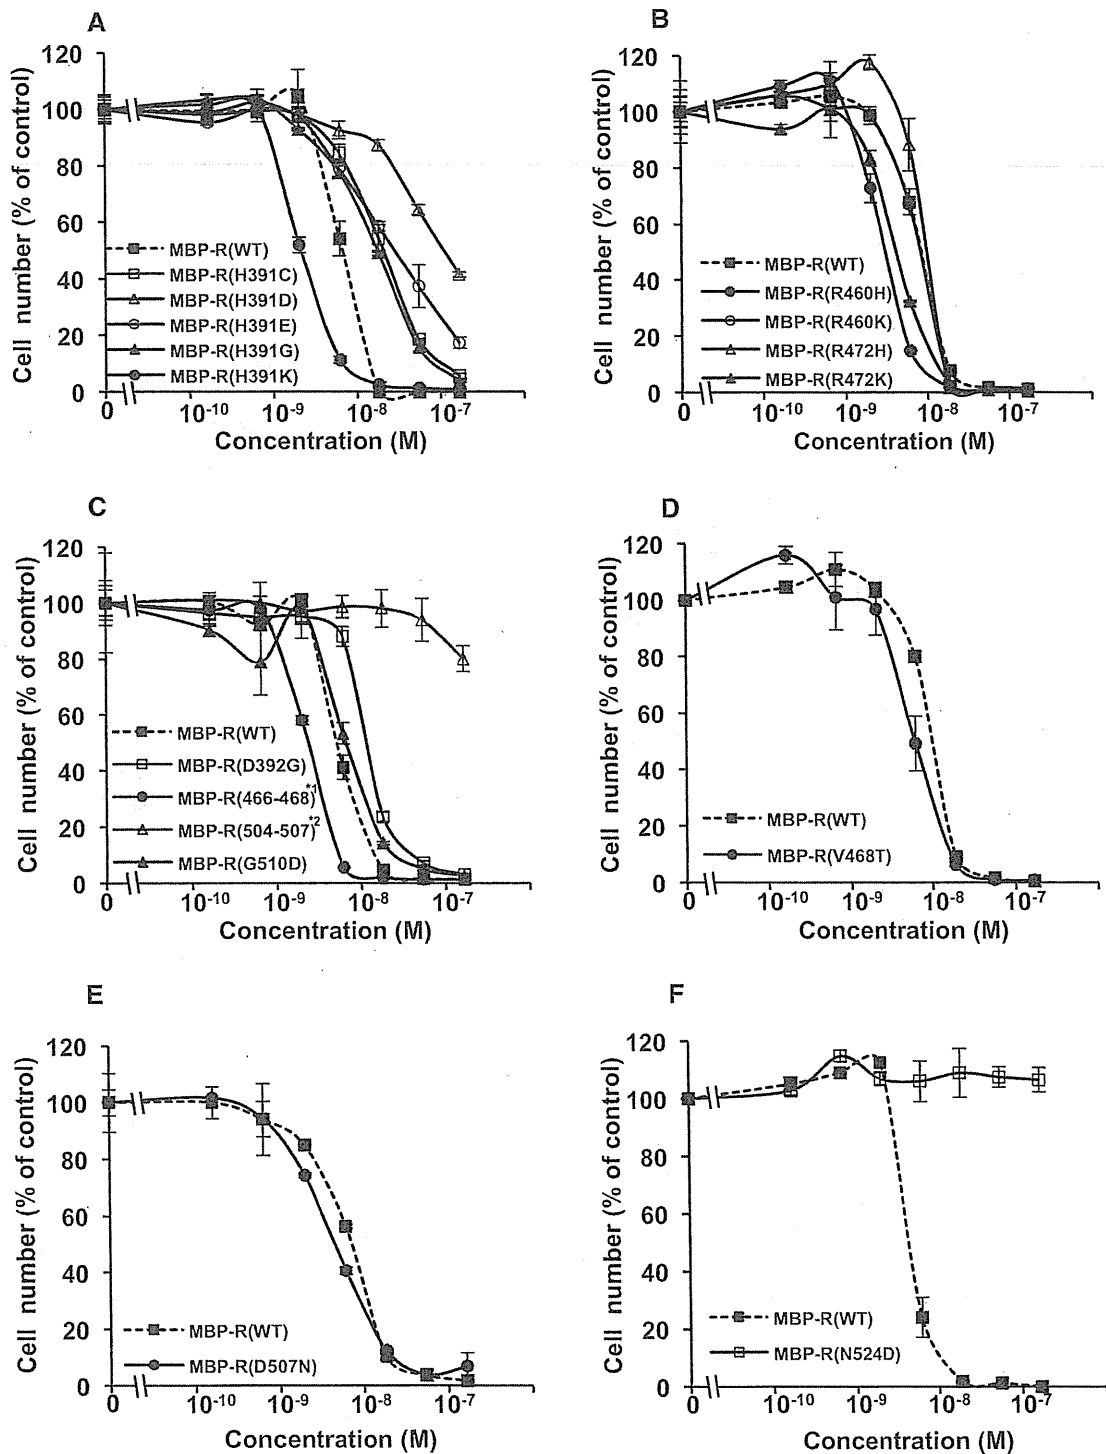 A
Cell number (% of control)
120
100
80
60
40
20
0
MBP-R(WT)
MBP-R(H391C)
MBP-R(H391D)
MBP-R(H391E)
MBP-R(H391G)
MBP-R(H391K)
0
10-10
10-9
10-8
10-7
Concentration (M)
B
Cell number (% of control)
120
100
80
60
40
20
0
MBP-R(WT)
MBP-R(R460H)
MBP-R(R460K)
MBP-R(R472H)
MBP-R(R472K)
0
10-10
10-9
10-8
10-7
Concentration (M)
C
Cell number (% of control)
120
100
80
60
40
20
0
MBP-R(WT)
MBP-R(D392G)
MBP-R(466-468)*1
MBP-R(504-507)*2
MBP-R(G510D)
0
10-10
10-9
10-8
10-7
Concentration (M)
D
Cell number (% of control)
120
100
80
60
40
20
0
MBP-R(WT)
MBP-R(V468T)
0
10-10
10-9
10-8
10-7
Concentration (M)
E
Cell number (% of control)
120
100
80
60
40
20
0
MBP-R(WT)
MBP-R(D507N)
0
10-10
10-9
10-8
10-7
Concentration (M)
F
Cell number (% of control)
120
100
80
60
40
20
0
MBP-R(WT)
MBP-R(N524D)
0
10-10
10-9
10-8
10-7
Concentration (M)